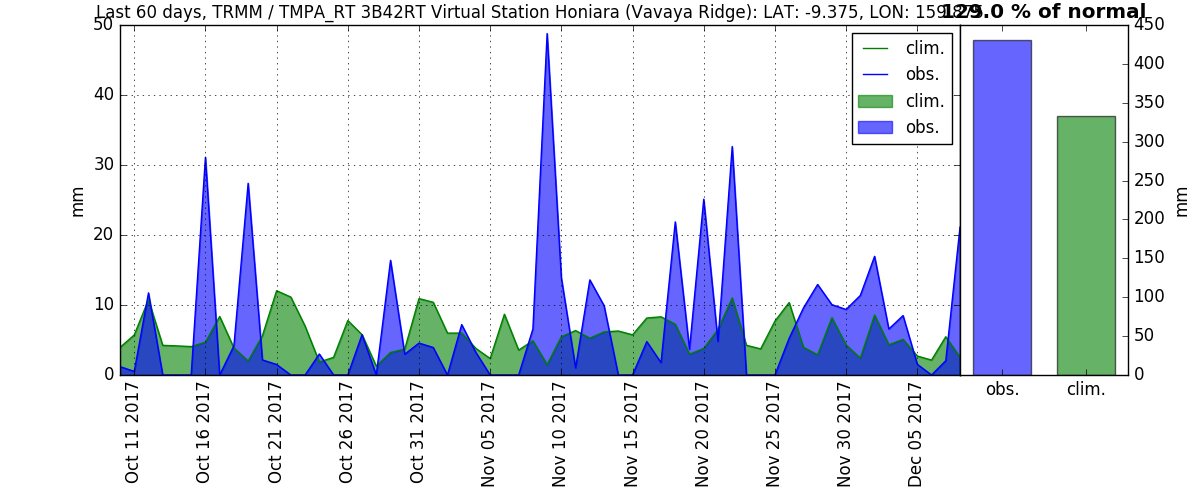 Last 60 days, TRMM / TMPA_RT 3B42RT Virtual Station Honiara (Vavaya Ridge): LAT: -9.375, LON: 159.875
129.0 % of normal
50
40
30
20
10
0
mm
clim.
obs.
clim.
obs.
450
400
350
300
250
200
150
100
50
0
mm
Oct 11 2017
Oct 16 2017
Oct 21 2017
Oct 26 2017
Oct 31 2017
Nov 05 2017
Nov 10 2017
Nov 15 2017
Nov 20 2017
Nov 25 2017
Nov 30 2017
Dec 05 2017
obs.
clim.